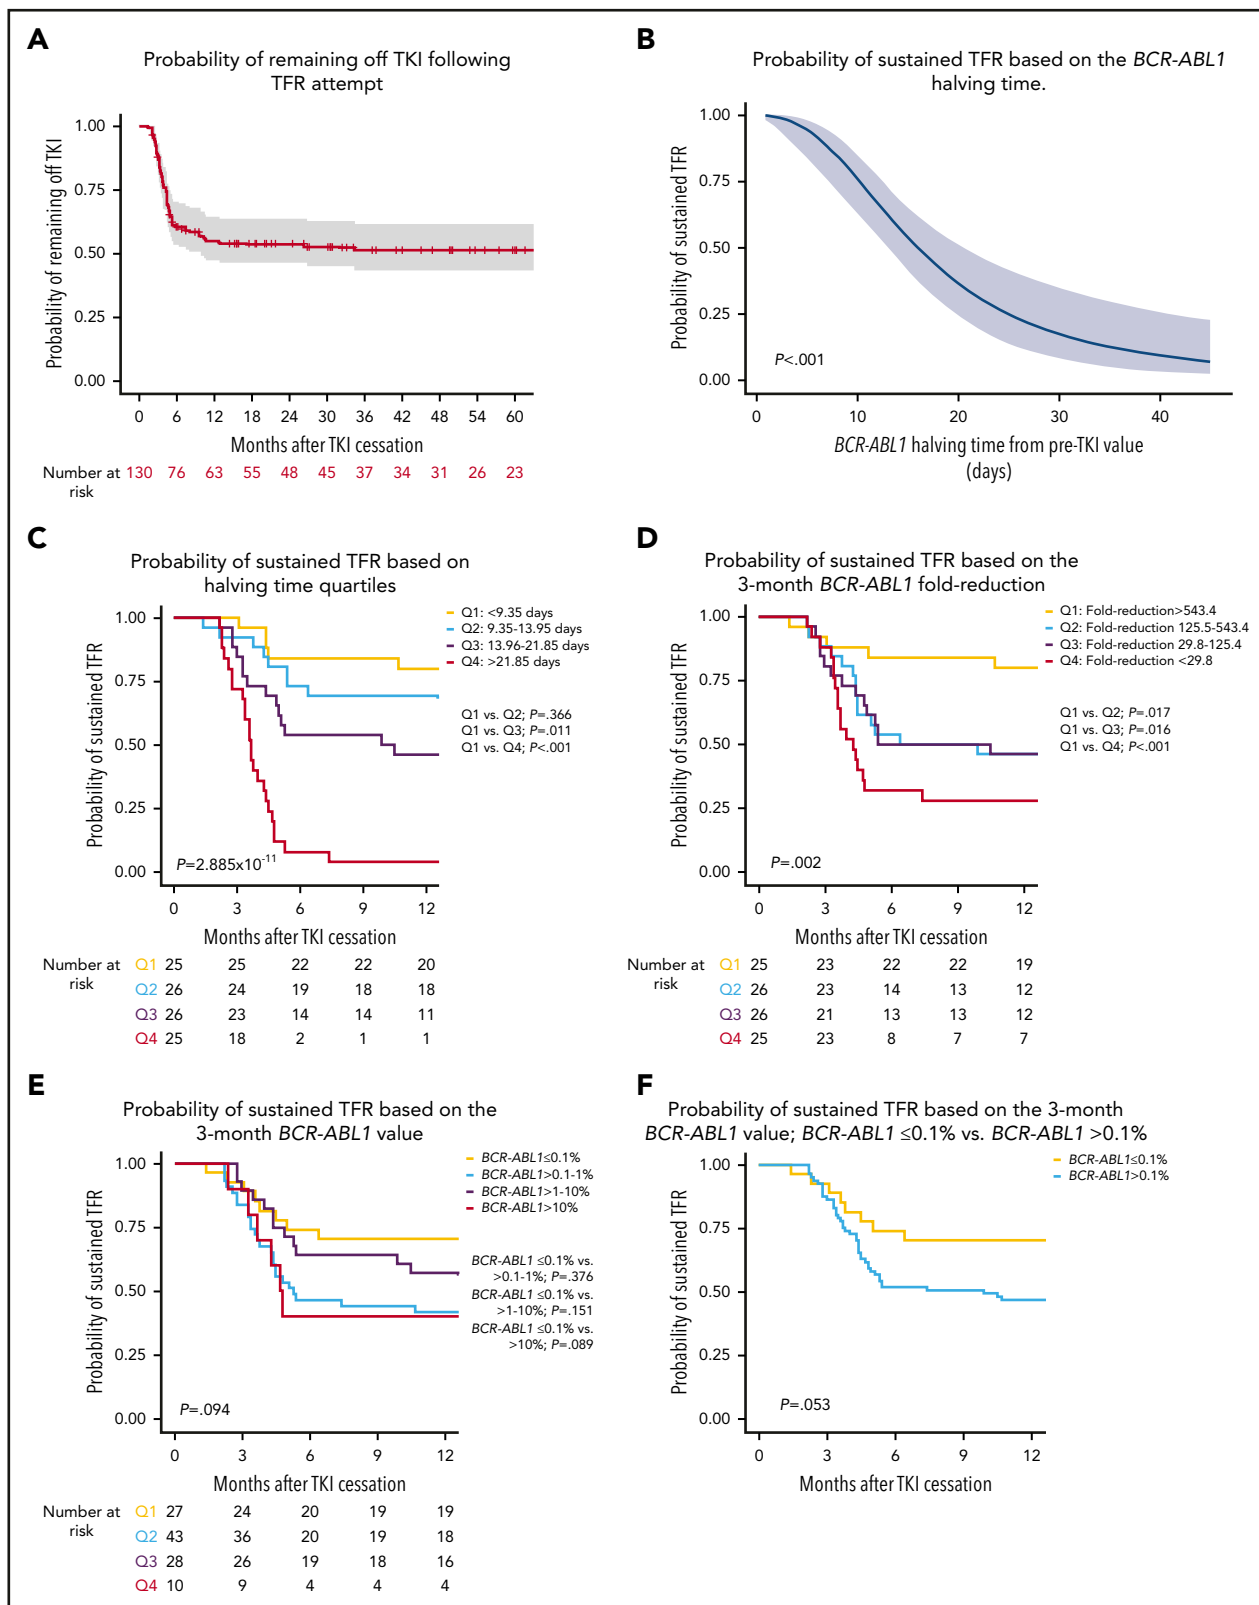 A
Probability of remaining off TKI following
TFR attempt
Probability of remaining off TKI
1.00
0.75
0.50
0.25
0.00
0 6 12 18 24 30 36 42 48 54 60
Months after TKI cessation
Number at risk
130 76 63 55 48 45 37 34 31 26 23
B
Probability of sustained TFR based on the BCR-ABL1
halving time.
Probability of sustained TFR
1.00
0.75
0.50
0.25
0.00
P<.001
0 10 20 30 40
BCR-ABL1 halving time from pre-TKI value
(days)
C
Probability of sustained TFR based on
halving time quartiles
Probability of sustained TFR
1.00
0.75
0.50
0.25
0.00
Q1: <9.35 days
Q2: 9.35-13.95 days
Q3: 13.96-21.85 days
Q4: >21.85 days
Q1 vs. Q2; P=.366
Q1 vs. Q3; P=.011
Q1 vs. Q4; P<.001
P=2.885x10-11
0 3 6 9 12
Months after TKI cessation
Number at risk
Q1 25 25 22 22 20
Q2 26 24 19 18 18
Q3 26 23 14 14 11
Q4 25 18 2 1 1
D
Probability of sustained TFR based on the
3-month BCR-ABL1 fold-reduction
Probability of sustained TFR
1.00
0.75
0.50
0.25
0.00
Q1: Fold-reduction>543.4
Q2: Fold-reduction 125.5-543.4
Q3: Fold-reduction 29.8-125.4
Q4: Fold-reduction <29.8
Q1 vs. Q2; P=.017
Q1 vs. Q3; P=.016
Q1 vs. Q4; P<.001
P=.002
0 3 6 9 12
Months after TKI cessation
Number at risk
Q1 25 23 22 22 19
Q2 26 23 14 13 12
Q3 26 21 13 13 12
Q4 25 23 8 7 7
E
Probability of sustained TFR based on the
3-month BCR-ABL1 value
Probability of sustained TFR
1.00
0.75
0.50
0.25
0.00
BCR-ABL1≤0.1%
BCR-ABL1>0.1-1%
BCR-ABL1>1-10%
BCR-ABL1>10%
BCR-ABL1 ≤0.1% vs.
>0.1-1%; P=.376
BCR-ABL1 ≤0.1% vs.
>1-10%; P=.151
BCR-ABL1 ≤0.1% vs.
>10%; P=.089
P=.094
0 3 6 9 12
Months after TKI cessation
Number at risk
Q1 27 24 20 19 19
Q2 43 36 20 19 18
Q3 28 26 19 18 16
Q4 10 9 4 4 4
F
Probability of sustained TFR based on the 3-month
BCR-ABL1 value; BCR-ABL1 ≤0.1% vs. BCR-ABL1 >0.1%
Probability of sustained TFR
1.00
0.75
0.50
0.25
0.00
BCR-ABL1≤0.1%
BCR-ABL1>0.1%
P=.053
0 3 6 9 12
Months after TKI cessation